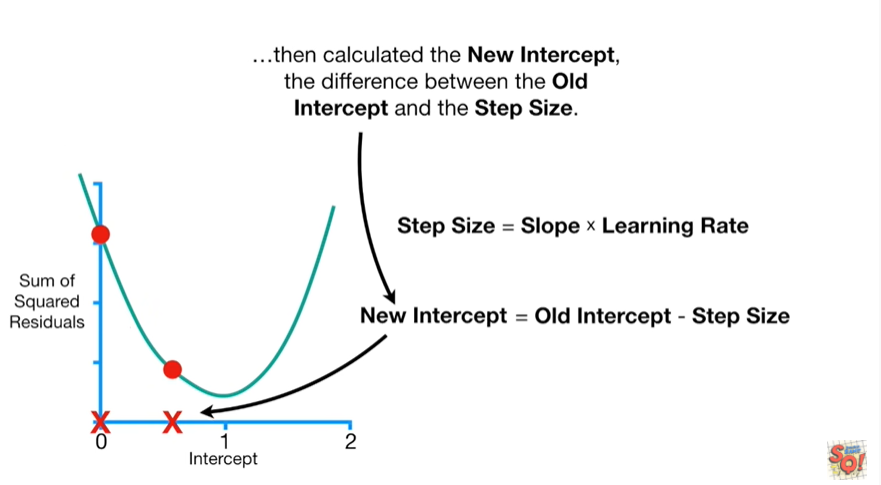 ...then calculated the New Intercept,
the difference between the Old
Intercept and the Step Size.
Step Size = Slope × Learning Rate
Sum of
Squared
Residuals
New Intercept = Old Intercept - Step Size
X X
0 1 2
Intercept
SQ!